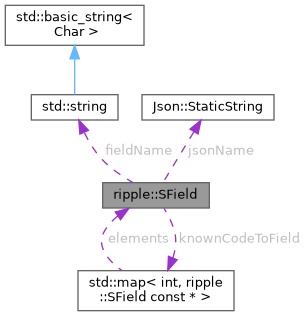 std::basic_string<
Char >
std::string
Json::StaticString
fieldName
jsonName
ripple::SField
elements
knownCodeToField
std::map< int, ripple
::SField const * >